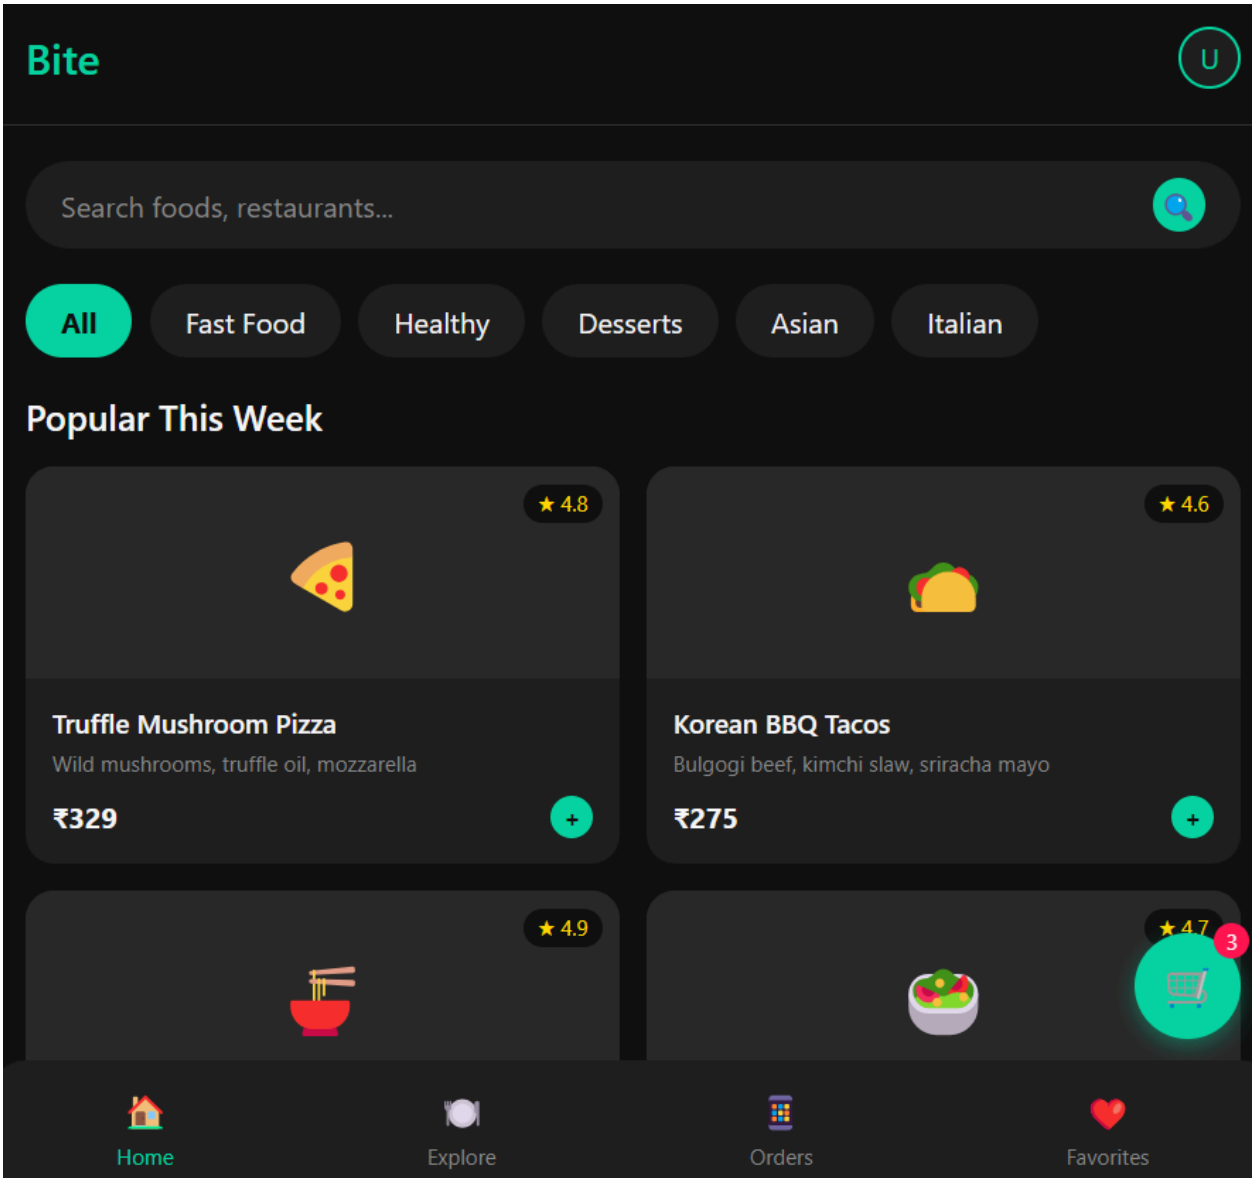 Bite
U
Search foods, restaurants...
All Fast Food Healthy Desserts Asian Italian
Popular This Week
★ 4.8
★ 4.6
Truffle Mushroom Pizza
Wild mushrooms, truffle oil, mozzarella
₹329 +
Korean BBQ Tacos
Bulgogi beef, kimchi slaw, sriracha mayo
₹275 +
★ 4.9
★ 4.7
3
Home Explore Orders Favorites